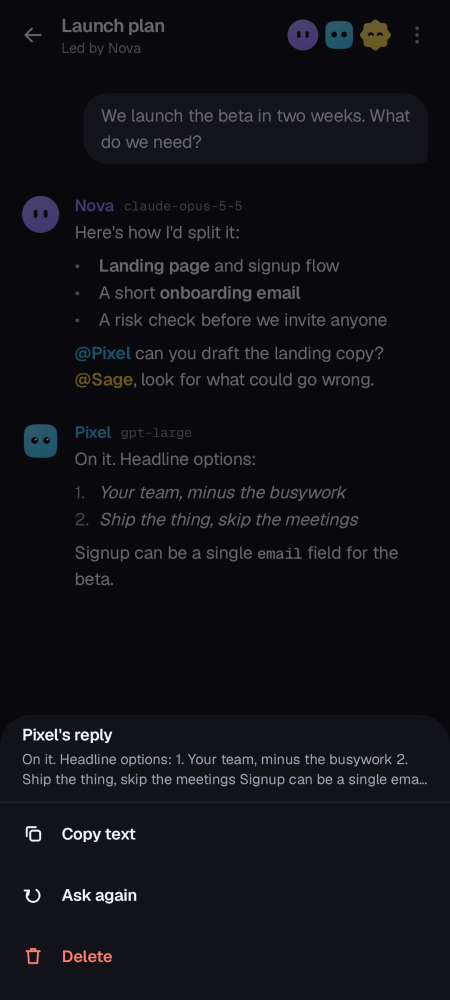 Launch plan
Led by Nova
We launch the beta in two weeks. What
do we need?
Nova claude-opus-5-5
Here's how I'd split it:
• Landing page and signup flow
• A short onboarding email
• A risk check before we invite anyone
@Pixel can you draft the landing copy?
@Sage, look for what could go wrong.
Pixel gpt-large
On it. Headline options:
1. Your team, minus the busywork
2. Ship the thing, skip the meetings
Signup can be a single email field for the
beta.
Pixel's reply
On it. Headline options: 1. Your team, minus the busywork 2.
Ship the thing, skip the meetings Signup can be a single ema…
Copy text
Ask again
Delete